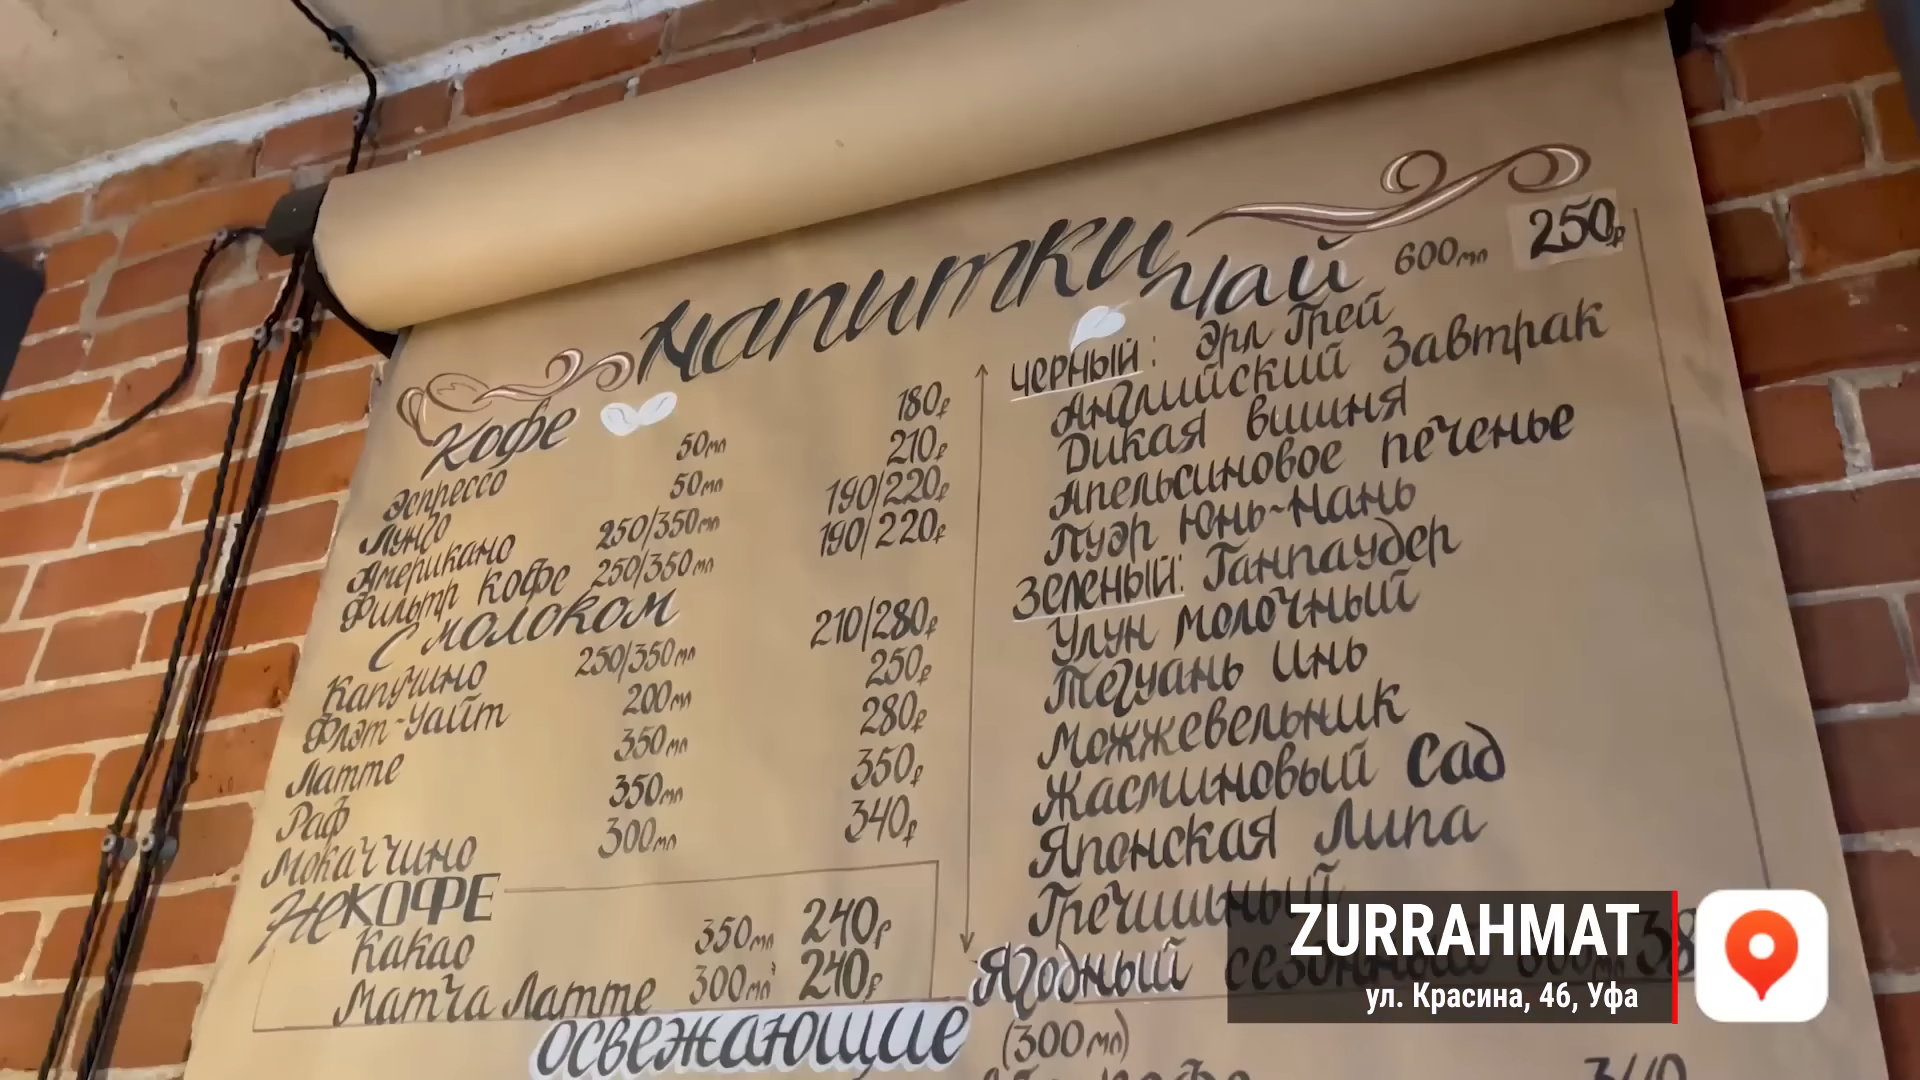 Напитки
Кофе
Эспрессо 50мл 180₽
Лунго 50мл 210₽
Американо 250/350мл 190/220₽
Фильтр кофе 250/350мл 190/220₽
С молоком
Капучино 250/350мл 210/280₽
Флэт-Уайт 200мл 250₽
Латте 350мл 280₽
Раф 350мл 350₽
Мокаччино 300мл 340₽
НеКОФЕ
Какао 350мл 240₽
Матча Латте 300мл 240₽
освежающие
Чай 600мл 250₽
ЧЕРНЫЙ: Эрл Грей
Английский Завтрак
Дикая вишня
Апельсиновое печенье
Пуэр Юнь-Нань
Зеленый: Ганпаудер
Улун молочный
Тегуань Инь
Можжевельник
Жасминовый Сад
Японская Липа
Гречишный
Ягодный сезонный
(300мл)
ZURRAHMAT
ул. Красина, 46, Уфа